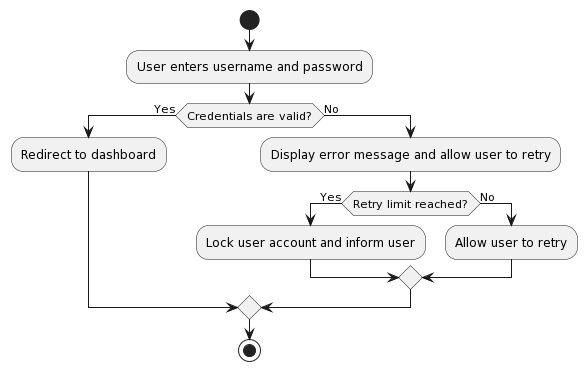 User enters username and password
Yes
Credentials are valid?
No
Redirect to dashboard
Display error message and allow user to retry
Yes
Retry limit reached?
No
Lock user account and inform user
Allow user to retry